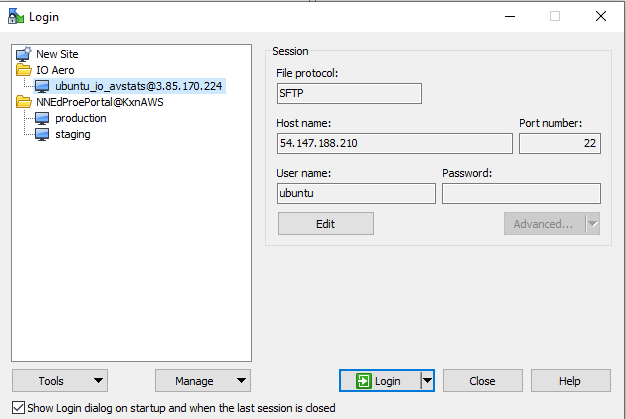 Login
New Site
IO Aero
ubuntu_io_avstats@3.85.170.224
NNEdProePortal@KxnAWS
production
staging
Session
File protocol:
SFTP
Host name:
Port number:
54.147.188.210
22
User name:
Password:
ubuntu
Edit
Advanced...
Tools
Manage
Login
Close
Help
Show Login dialog on startup and when the last session is closed